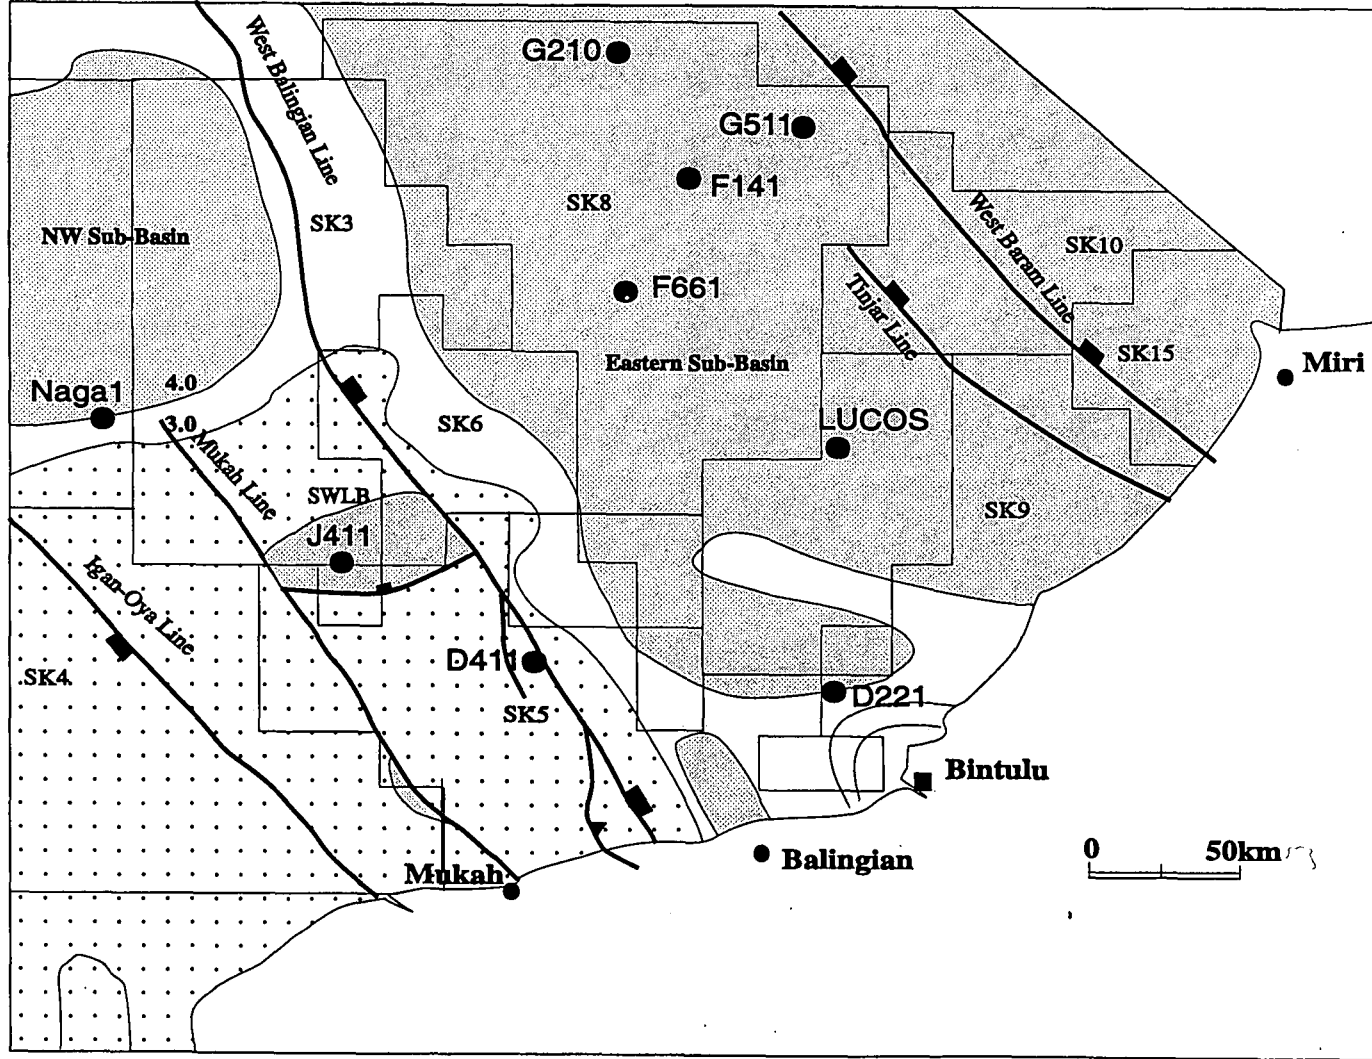 G210
West Balingian Line
G511
F141
SK8
SK3
NW Sub-Basin
West Baram Line
SK10
F661
Tinjar Line
Eastern Sub-Basin
SK15
Miri
4.0
Naga1
3.0
Mukah Line
SK6
LUCOS
SWLB
SK9
J411
Igan-Oya Line
SK4
D411
SK5
D221
Bintulu
Balingian
0 50km
Mukah